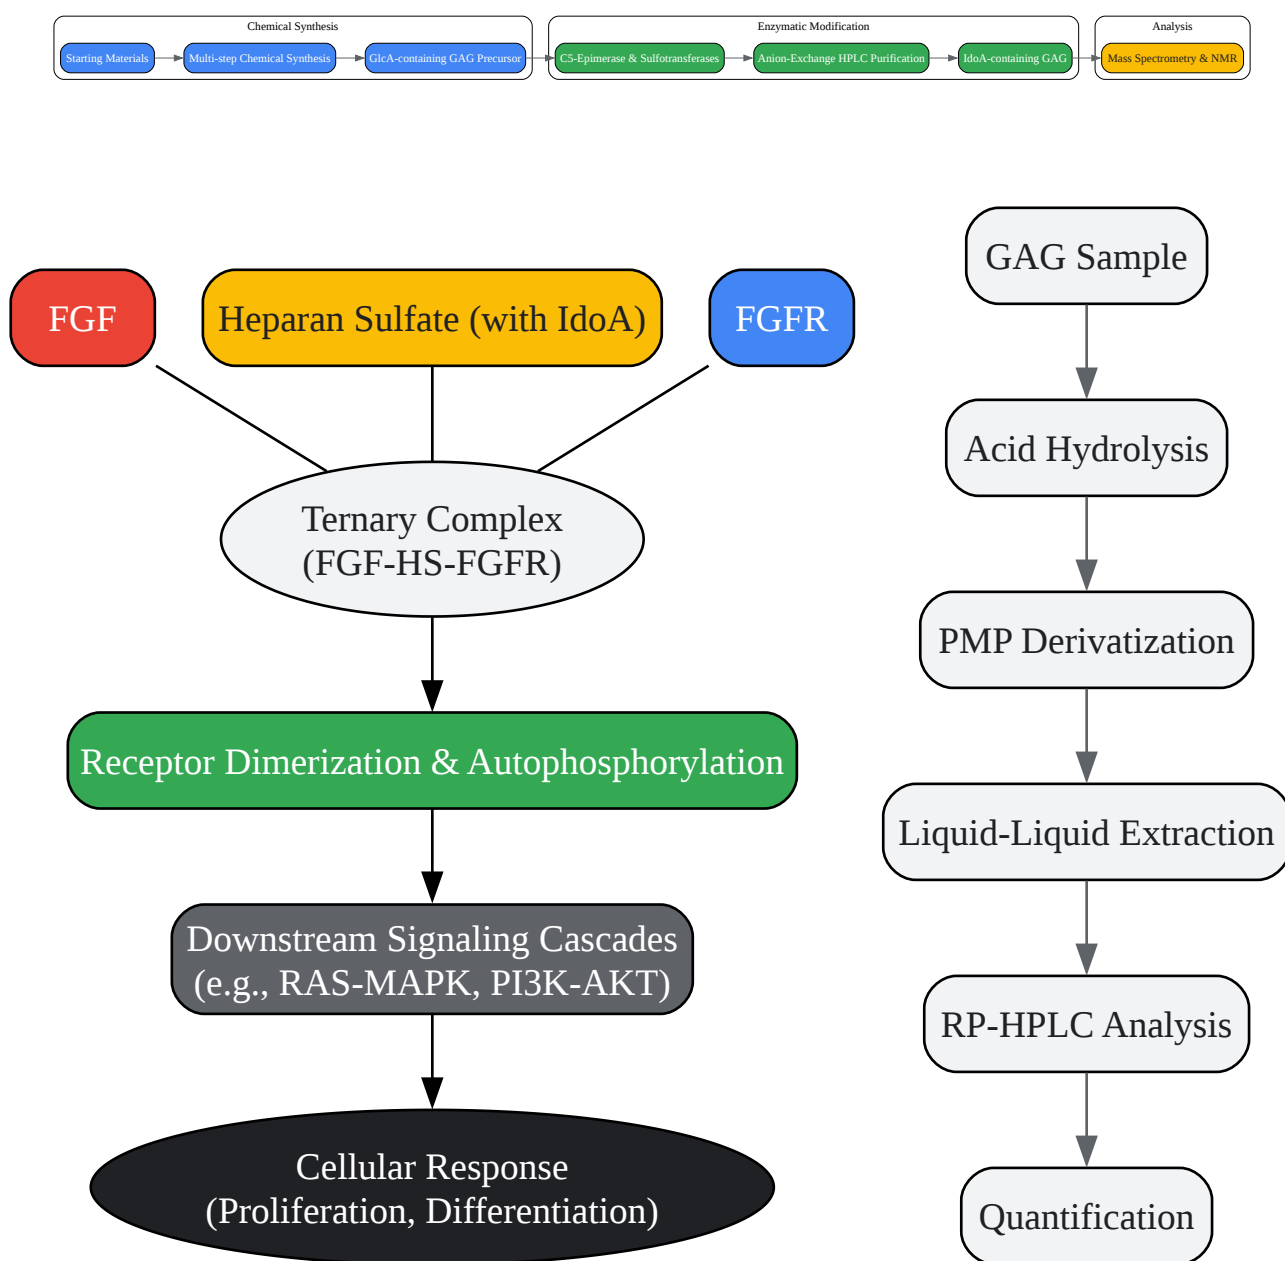 Chemical Synthesis
Starting Materials
Multi-step Chemical Synthesis
GlcA-containing GAG Precursor
Enzymatic Modification
C5-Epimerase & Sulfotransferases
Anion-Exchange HPLC Purification
IdoA-containing GAG
Analysis
Mass Spectrometry & NMR
FGF
Heparan Sulfate (with IdoA)
FGFR
Ternary Complex
(FGF-HS-FGFR)
Receptor Dimerization & Autophosphorylation
Downstream Signaling Cascades
(e.g., RAS-MAPK, PI3K-AKT)
Cellular Response
(Proliferation, Differentiation)
GAG Sample
Acid Hydrolysis
PMP Derivatization
Liquid-Liquid Extraction
RP-HPLC Analysis
Quantification